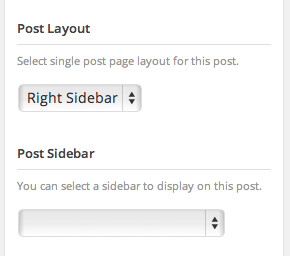 Post Layout
Select single post page layout for this post.
Right Sidebar
Post Sidebar
You can select a sidebar to display on this post.